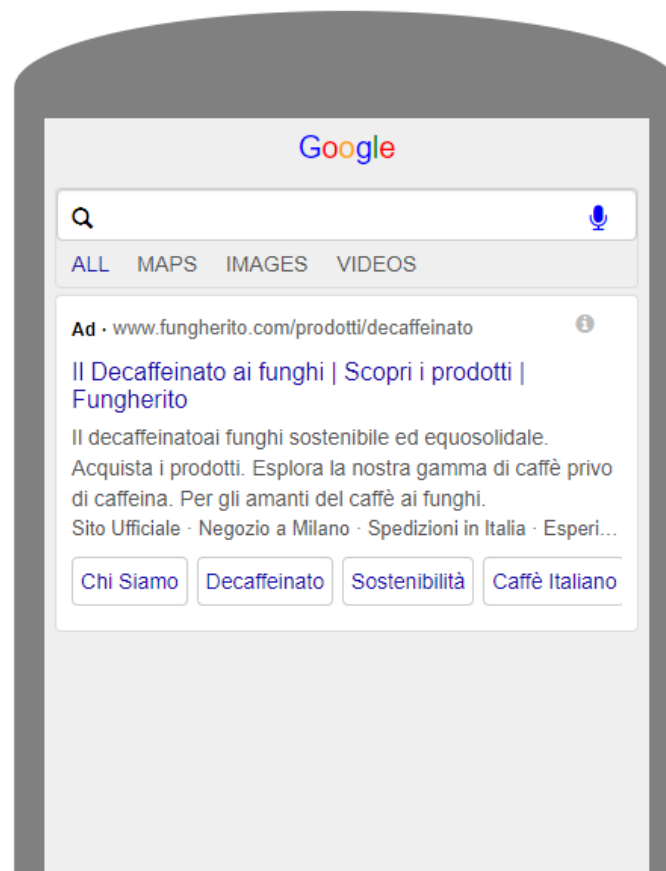 Google
ALL MAPS IMAGES VIDEOS
Ad · www.fungherito.com/prodotti/decaffeinato
Il Decaffeinato ai funghi | Scopri i prodotti |
Fungherito
Il decaffeinatoai funghi sostenibile ed equosolidale.
Acquista i prodotti. Esplora la nostra gamma di caffè privo
di caffeina. Per gli amanti del caffè ai funghi.
Sito Ufficiale · Negozio a Milano · Spedizioni in Italia · Esperi...
Chi Siamo Decaffeinato Sostenibilità Caffè Italiano